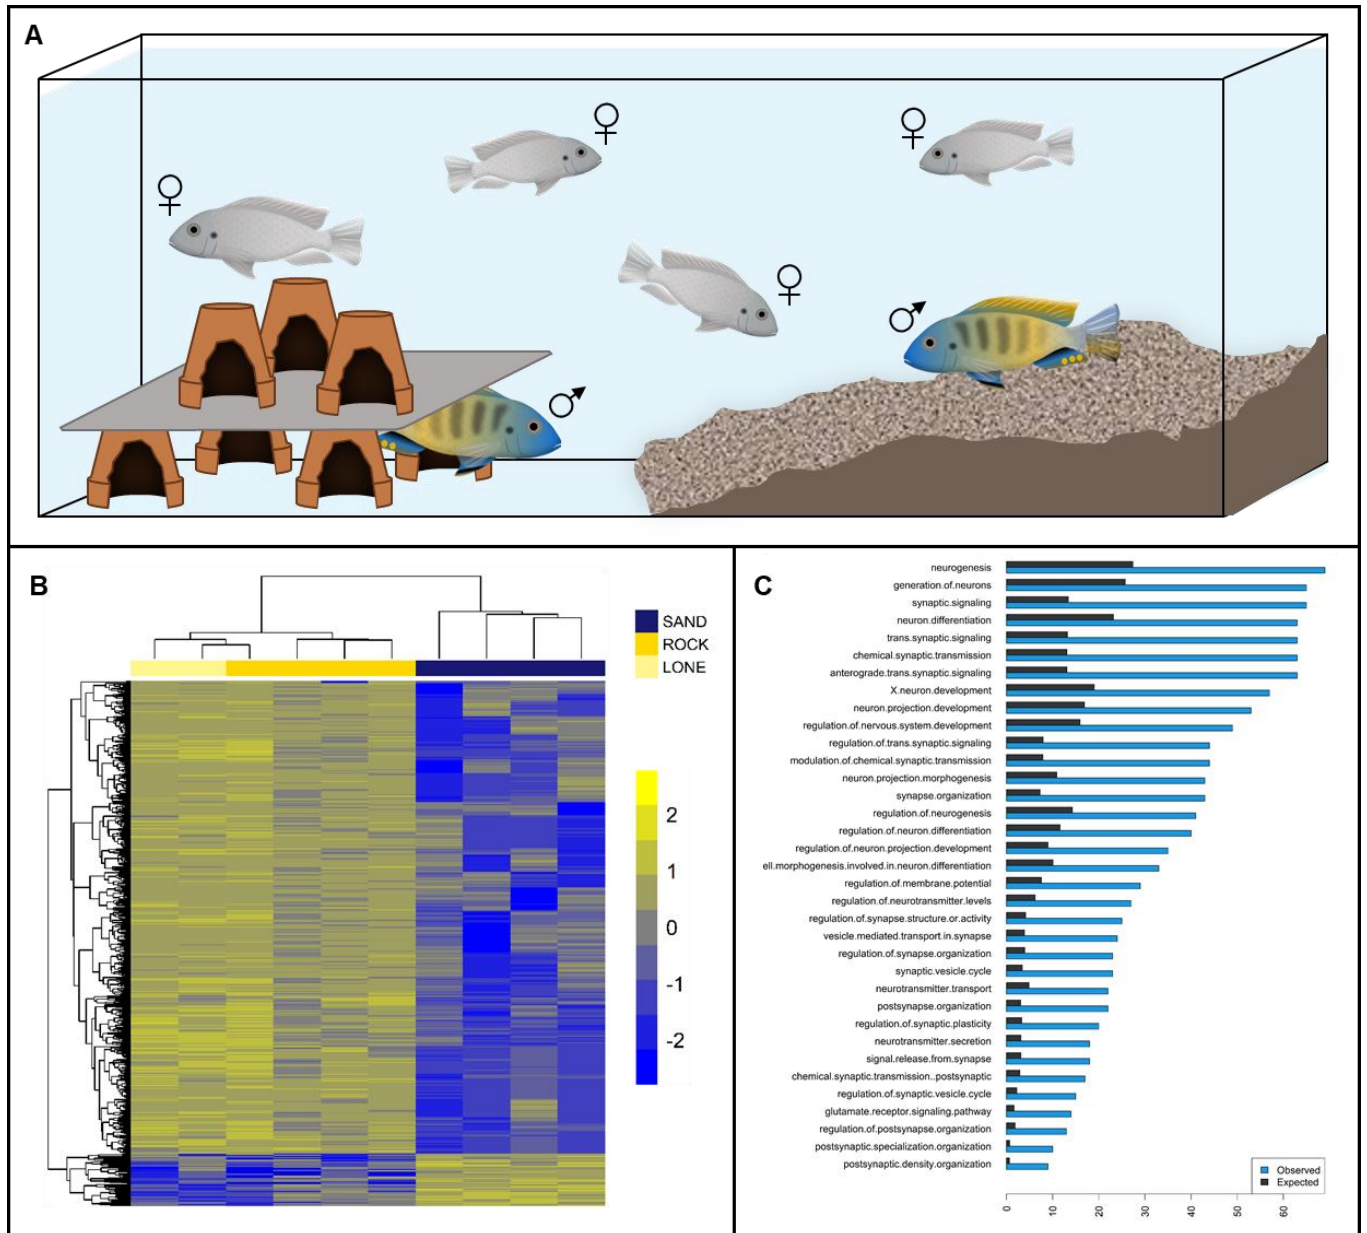 A
♀
♀
♀
♀
♂
♂
B
SAND
ROCK
LONE
2
1
0
-1
-2
C
neurogenesis
generation.of.neurons
synaptic.signaling
neuron.differentiation
trans.synaptic.signaling
chemical.synaptic.transmission
anterograde.trans.synaptic.signaling
X.neuron.development
neuron.projection.development
regulation.of.nervous.system.development
regulation.of.trans.synaptic.signaling
modulation.of.chemical.synaptic.transmission
neuron.projection.morphogenesis
synapse.organization
regulation.of.neurogenesis
regulation.of.neuron.differentiation
regulation.of.neuron.projection.development
ell.morphogenesis.involved.in.neuron.differentiation
regulation.of.membrane.potential
regulation.of.neurotransmitter.levels
regulation.of.synapse.structure.or.activity
vesicle.mediated.transport.in.synapse
regulation.of.synapse.organization
synaptic.vesicle.cycle
neurotransmitter.transport
postsynapse.organization
regulation.of.synaptic.plasticity
neurotransmitter.secretion
signal.release.from.synapse
chemical.synaptic.transmission..postsynaptic
regulation.of.synaptic.vesicle.cycle
glutamate.receptor.signaling.pathway
regulation.of.postsynapse.organization
postsynaptic.specialization.organization
postsynaptic.density.organization
Observed
Expected
0 10 20 30 40 50 60